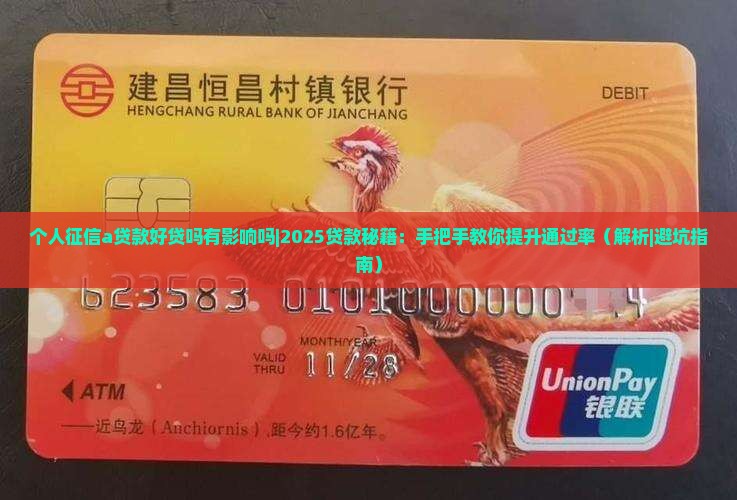 建昌恒昌村镇银行
HENGCHANG RURAL BANK OF JIANCHANG
DEBIT
个人征信a贷款好贷吗有影响吗|2025贷款秘籍：手把手教你提升通过率（解析|避坑指
南）
623583 0101000000
MONTH/YEAR
VALID
THRU
11/28
ATM
UnionPay
银联
——近鸟龙（Anchiornis）,距今约1.6亿年。